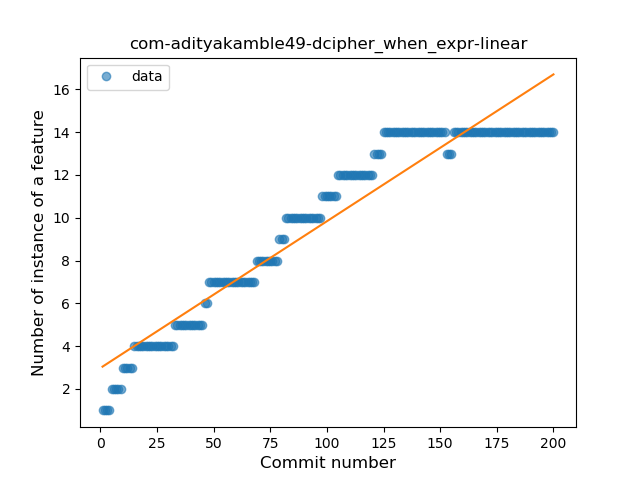 com-adityakamble49-dcipher_when_expr-linear
data
Number of instance of a feature
16
14
12
10
8
6
4
2
0 25 50 75 100 125 150 175 200
Commit number